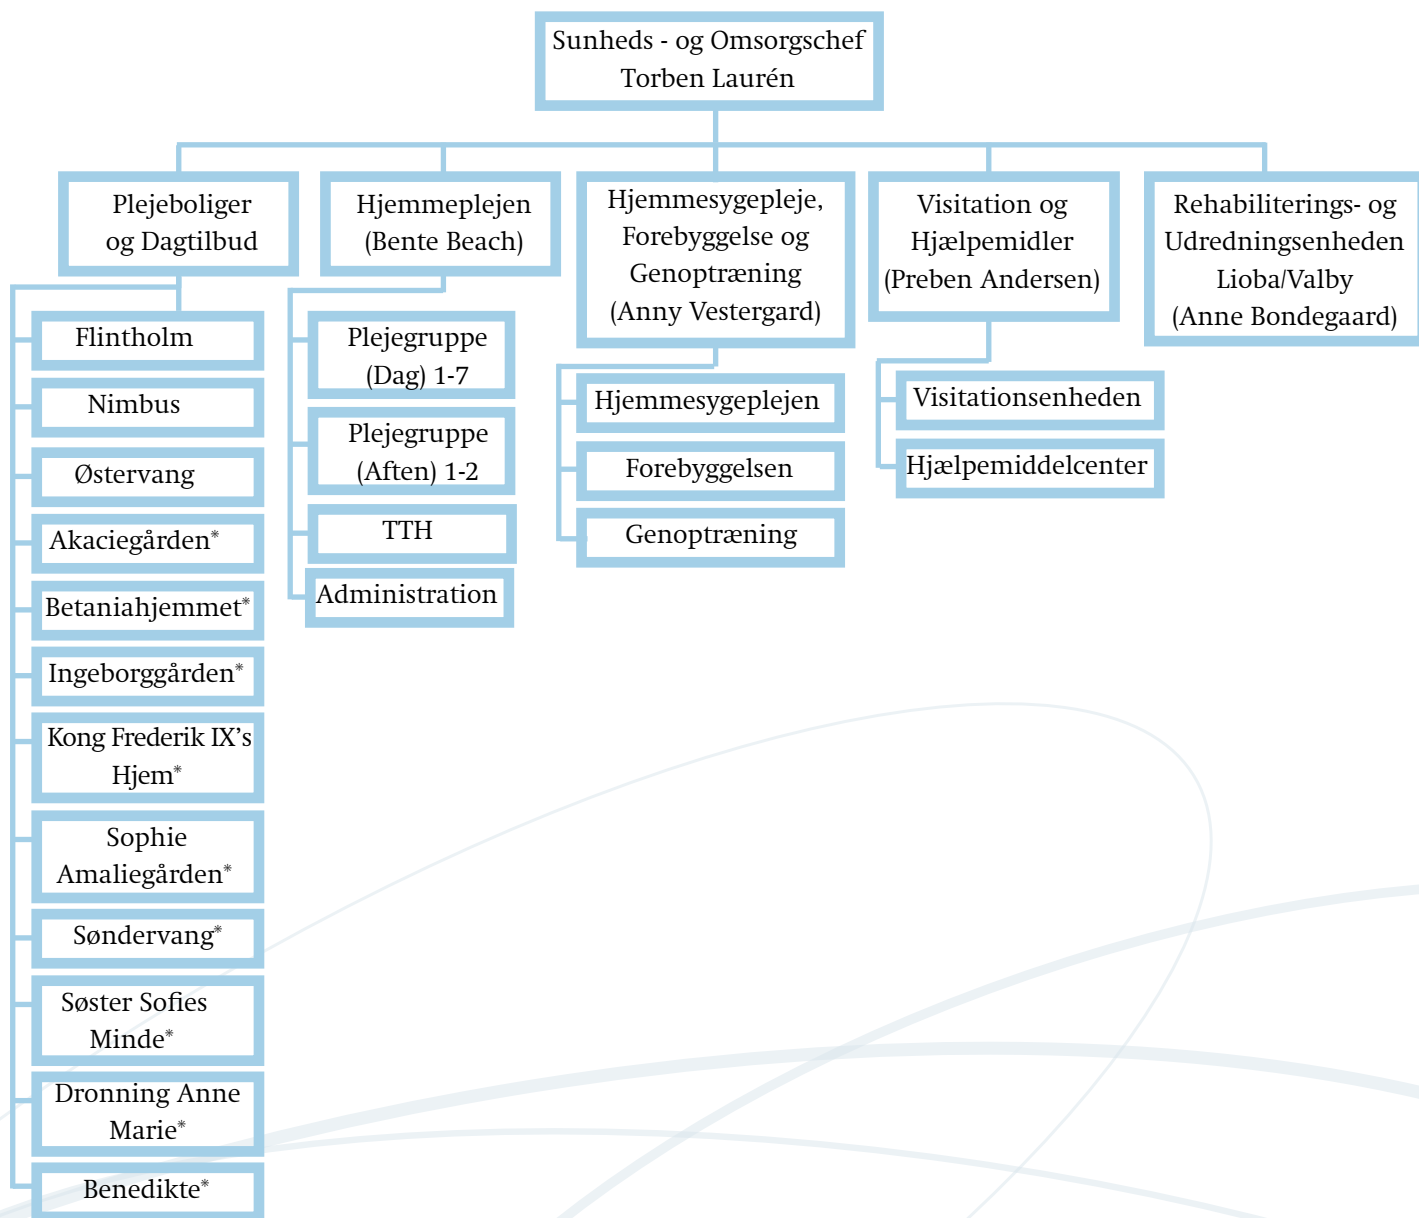 Sunheds - og Omsorgschef
Torben Laurén
Plejeboliger
og Dagtilbud
Flintholm
Nimbus
Østervang
Akaciegården*
Betaniahjemmet*
Ingeborggården*
Kong Frederik IX’s
Hjem*
Sophie
Amaliegården*
Søndervang*
Søster Sofies
Minde*
Dronning Anne
Marie*
Benedikte*
Hjemmeplejen
(Bente Beach)
Plejegruppe
(Dag) 1-7
Plejegruppe
(Aften) 1-2
TTH
Administration
Hjemmesygepleje,
Forebyggelse og
Genoptræning
(Anny Vestergard)
Hjemmesygeplejen
Forebyggelsen
Genoptræning
Visitation og
Hjælpemidler
(Preben Andersen)
Visitationsenheden
Hjælpemiddelcenter
Rehabiliterings- og
Udredningsenheden
Lioba/Valby
(Anne Bondegaard)